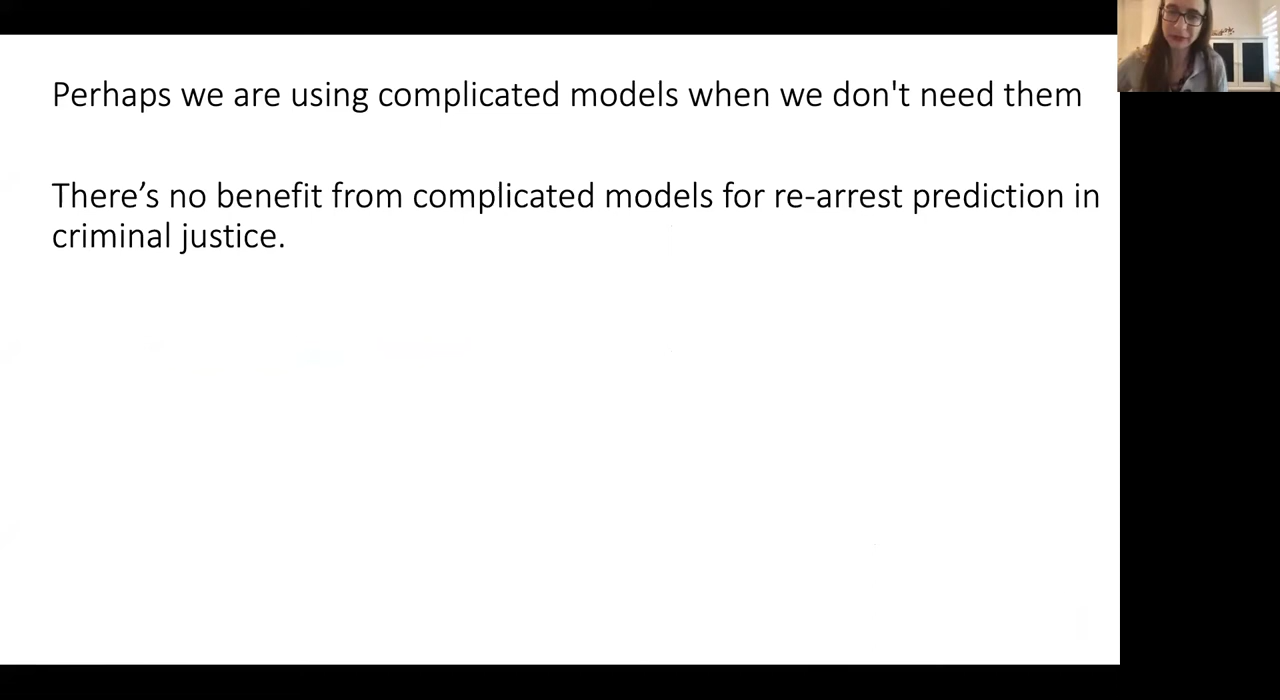 Perhaps we are using complicated models when we don't need them
There’s no benefit from complicated models for re-arrest prediction in
criminal justice.